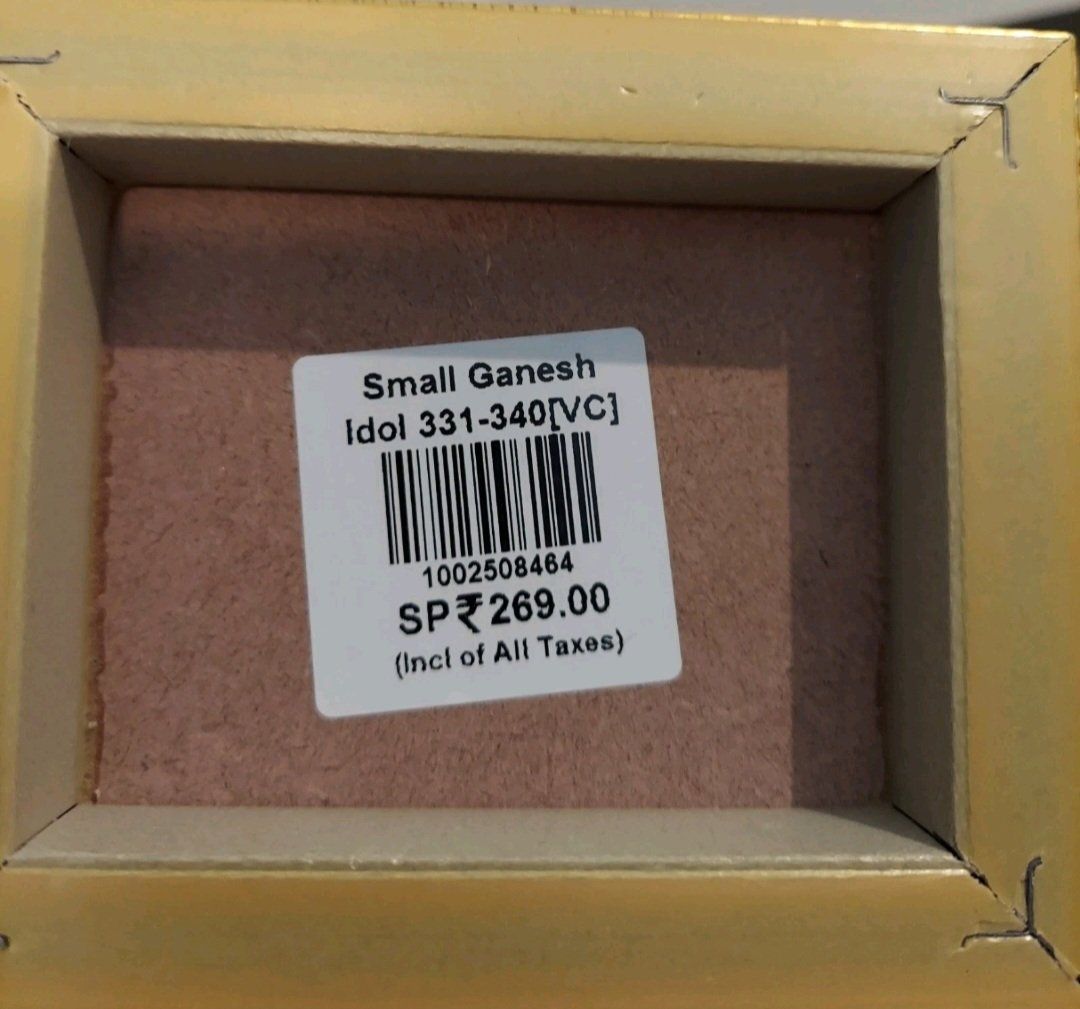 Small Ganesh
Idol 331-340[VC]
1002508464
SP₹269.00
(Incl of All Taxes)